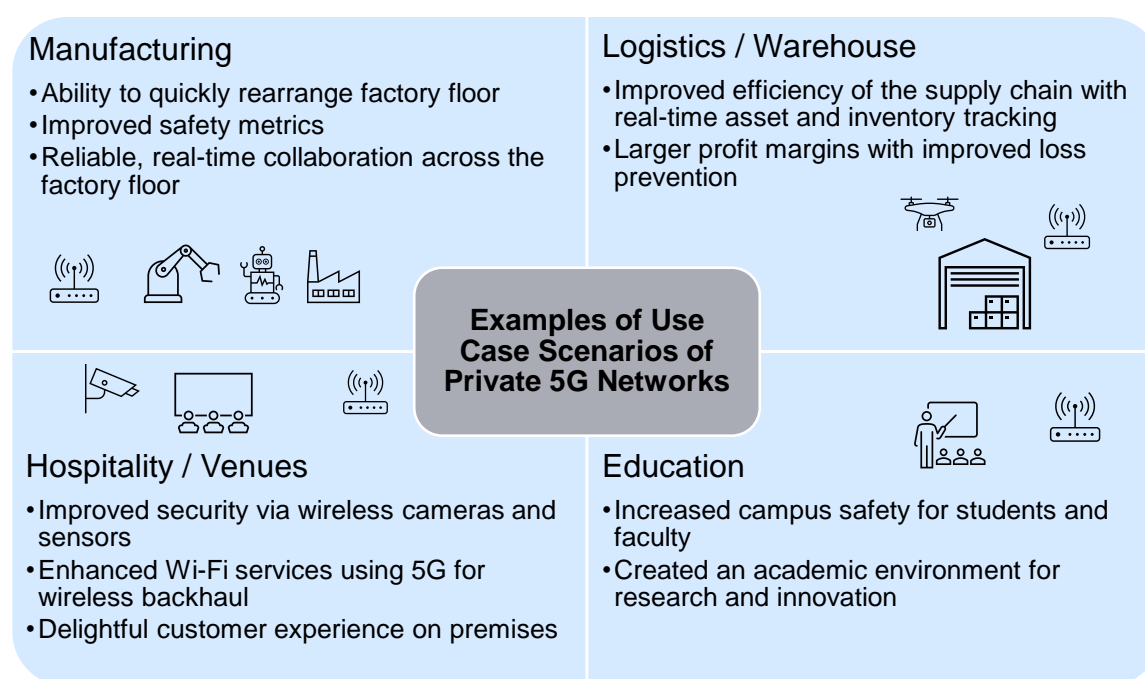 Manufacturing
•Ability to quickly rearrange factory floor
•Improved safety metrics
•Reliable, real-time collaboration across the
factory floor
Logistics / Warehouse
•Improved efficiency of the supply chain with
real-time asset and inventory tracking
•Larger profit margins with improved loss
prevention
Examples of Use
Case Scenarios of
Private 5G Networks
Hospitality / Venues
•Improved security via wireless cameras and
sensors
•Enhanced Wi-Fi services using 5G for
wireless backhaul
•Delightful customer experience on premises
Education
•Increased campus safety for students and
faculty
•Created an academic environment for
research and innovation